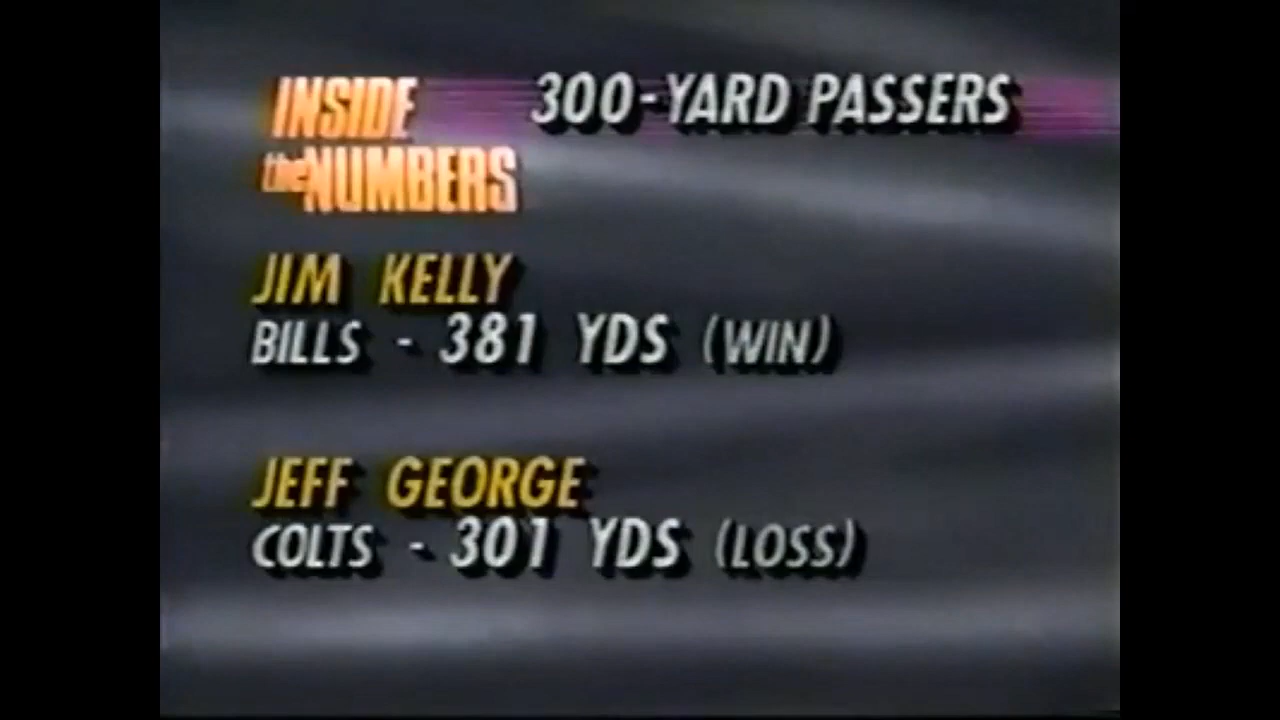 INSIDE
the NUMBERS
300-YARD PASSERS
JIM KELLY
BILLS - 381 YDS (WIN)
JEFF GEORGE
COLTS - 301 YDS (LOSS)